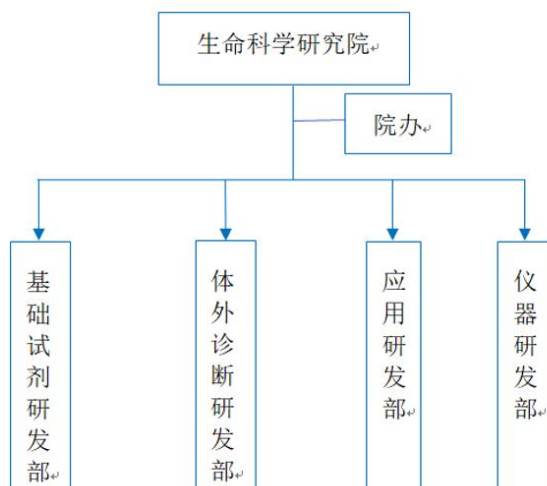 生命科学研究院
院办
基础试剂研发部
体外诊断研发部
应用研发部
仪器研发部